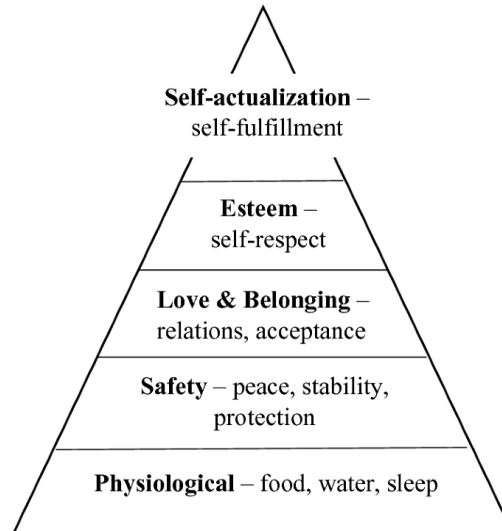 Self-actualization –
self-fulfillment
Esteem –
self-respect
Love & Belonging –
relations, acceptance
Safety – peace, stability,
protection
Physiological – food, water, sleep